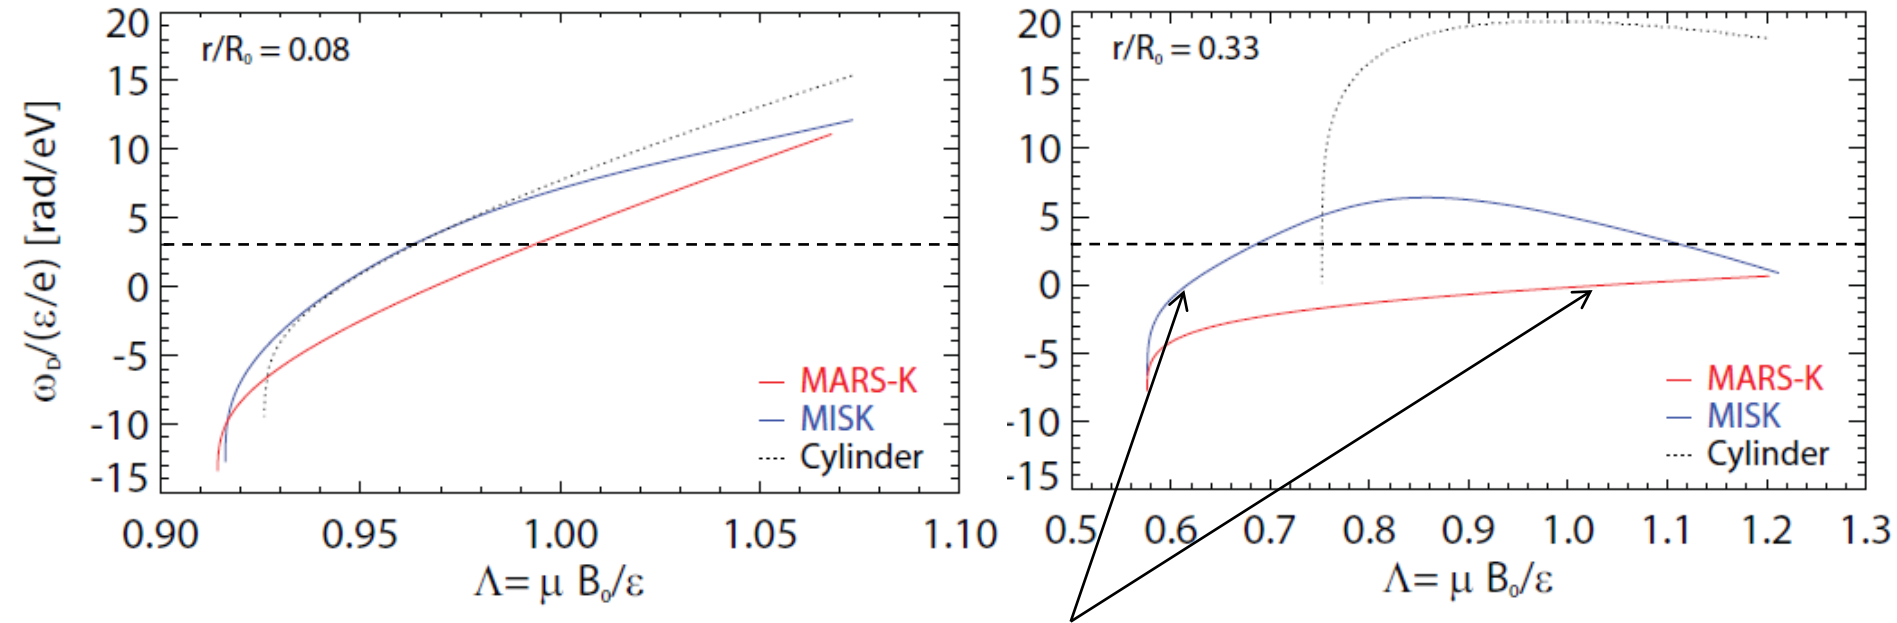 r/R₀ = 0.08
ω_D/(ε/e) [rad/eV]
20
15
10
5
0
-5
-10
-15
MARS-K
MISK
Cylinder
0.90 0.95 1.00 1.05 1.10
Λ= μ B₀/ε
r/R₀ = 0.33
20
15
10
5
0
-5
-10
-15
MARS-K
MISK
Cylinder
0.5 0.6 0.7 0.8 0.9 1.0 1.1 1.2 1.3
Λ= μ B₀/ε